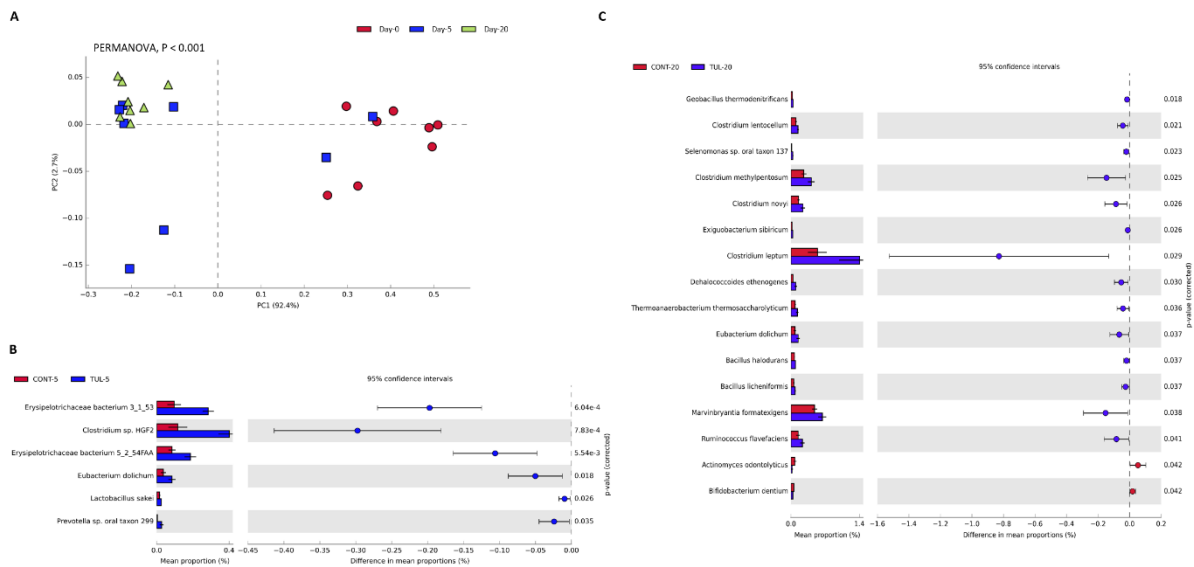 A
Day-0 Day-5 Day-20
PERMANOVA, P < 0.001
0.05
0.00
−0.05
−0.10
−0.15
PC2 (2.7%)
−0.3 −0.2 −0.1 0.0 0.1 0.2 0.3 0.4 0.5
PC1 (92.4%)
B
CONT-5 TUL-5
95% confidence intervals
Erysipelotrichaceae bacterium 3_1_53 6.04e-4
Clostridium sp. HGF2 7.83e-4
Erysipelotrichaceae bacterium 5_2_54FAA 5.54e-3
Eubacterium dolichum 0.018
Lactobacillus sakei 0.026
Prevotella sp. oral taxon 299 0.035
p-value (corrected)
0.0 0.4 −0.45 −0.40 −0.35 −0.30 −0.25 −0.20 −0.15 −0.10 −0.05 0.00
Mean proportion (%) Difference in mean proportions (%)
C
CONT-20 TUL-20
95% confidence intervals
Geobacillus thermodenitrificans 0.018
Clostridium lentocellum 0.021
Selenomonas sp. oral taxon 137 0.023
Clostridium methylpentosum 0.025
Clostridium novyi 0.026
Exiguobacterium sibiricum 0.026
Clostridium leptum 0.029
Dehalococcoides ethenogenes 0.030
Thermoanaerobacterium thermosaccharolyticum 0.036
Eubacterium dolichum 0.037
Bacillus halodurans 0.037
Bacillus licheniformis 0.037
Marvinbryantia formatexigens 0.038
Ruminococcus flavefaciens 0.041
Actinomyces odontolyticus 0.042
Bifidobacterium dentium 0.042
p-value (corrected)
0.0 1.4 −1.6 −1.4 −1.2 −1.0 −0.8 −0.6 −0.4 −0.2 0.0 0.2
Mean proportion (%) Difference in mean proportions (%)